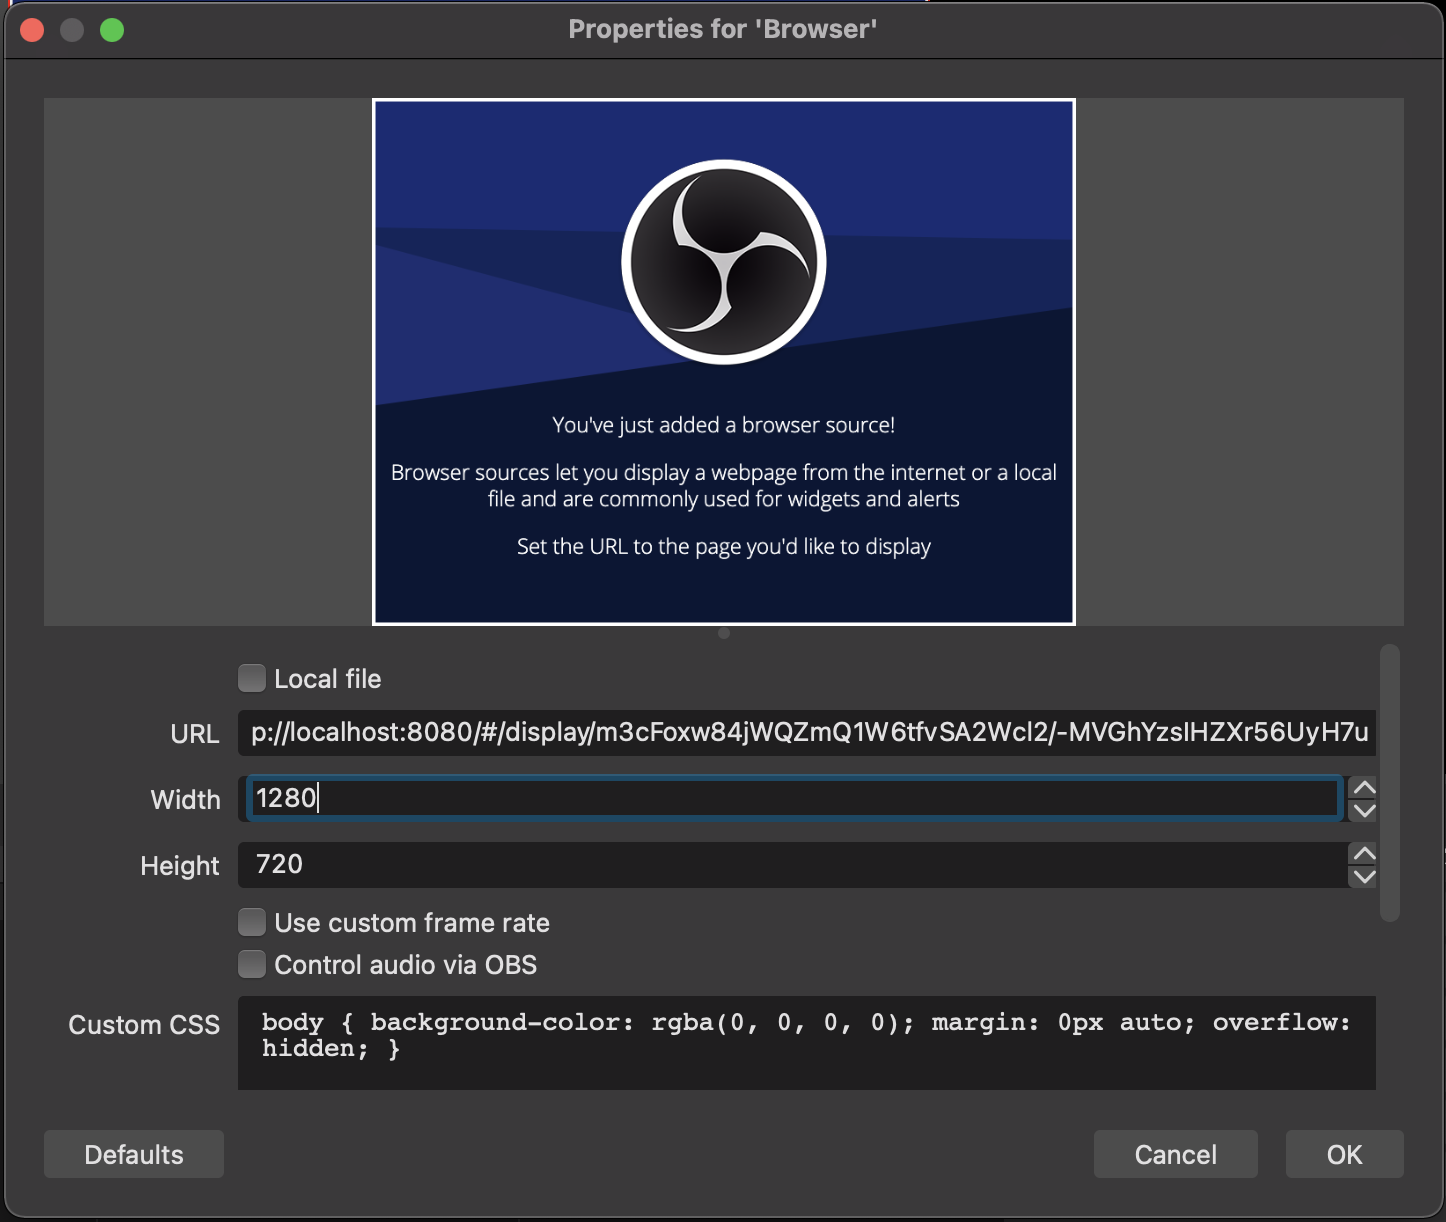 Properties for 'Browser'
You've just added a browser source!
Browser sources let you display a webpage from the internet or a local
file and are commonly used for widgets and alerts
Set the URL to the page you'd like to display
Local file
URL p://localhost:8080/#/display/m3cFoxw84jWQZmQ1W6tfvSA2Wcl2/-MVGhYzsIHZXr56UyH7u
Width 1280
Height 720
Use custom frame rate
Control audio via OBS
Custom CSS body { background-color: rgba(0, 0, 0, 0); margin: 0px auto; overflow:
hidden; }
Defaults Cancel OK